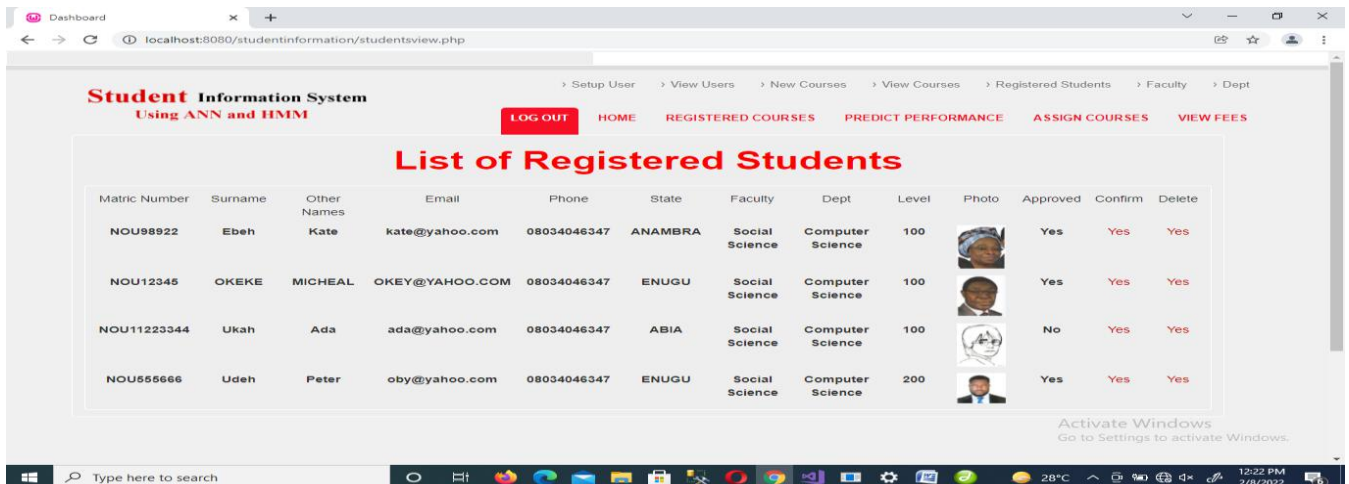 Dashboard
localhost:8080/studentinformation/studentsview.php
› Setup User › View Users › New Courses › View Courses › Registered Students › Faculty › Dept
Student Information System
Using ANN and HMM
LOG OUT HOME REGISTERED COURSES PREDICT PERFORMANCE ASSIGN COURSES VIEW FEES
List of Registered Students
Matric Number Surname Other Names Email Phone State Faculty Dept Level Photo Approved Confirm Delete
NOU98922 Ebeh Kate kate@yahoo.com 08034046347 ANAMBRA Social Science Computer Science 100 Yes Yes Yes
NOU12345 OKEKE MICHEAL OKEY@YAHOO.COM 08034046347 ENUGU Social Science Computer Science 100 Yes Yes Yes
NOU11223344 Ukah Ada ada@yahoo.com 08034046347 ABIA Social Science Computer Science 100 No Yes Yes
NOU555666 Udeh Peter oby@yahoo.com 08034046347 ENUGU Social Science Computer Science 200 Yes Yes Yes
Activate Windows
Go to Settings to activate Windows.
Type here to search
28°C
12:22 PM
2/8/2022